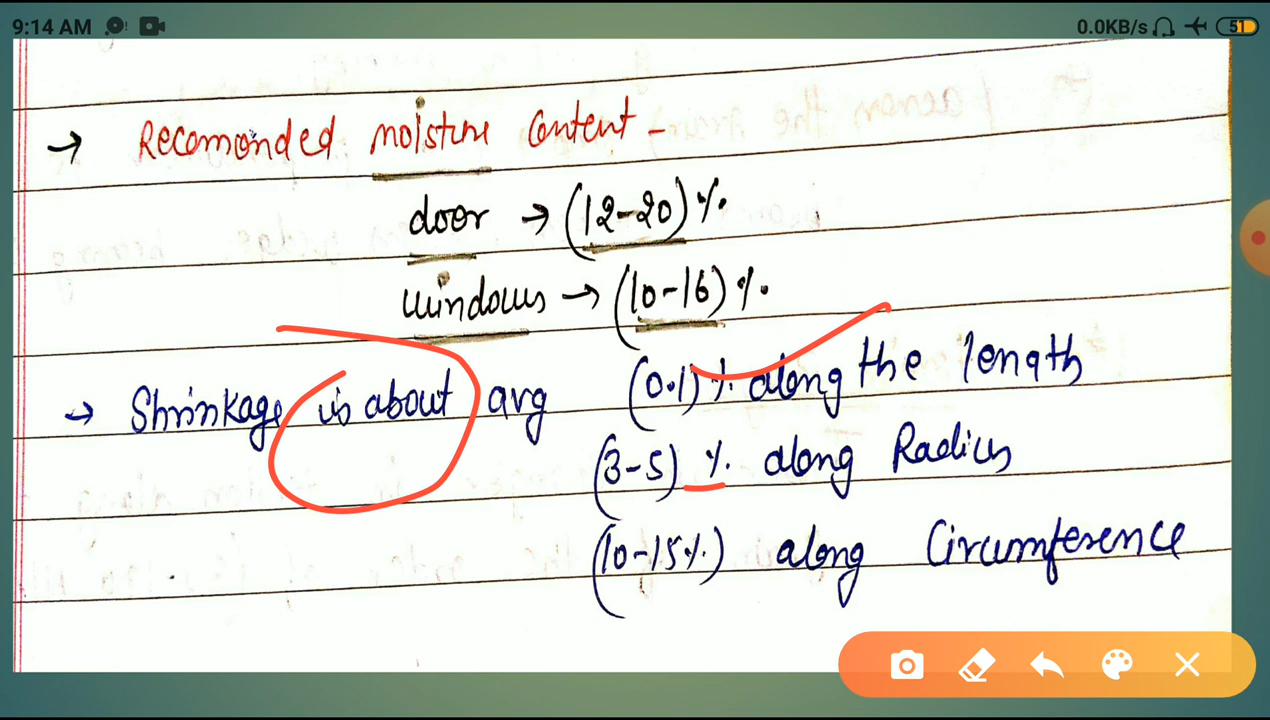 9:14 AM
0.0KB/s 51
→ Recomended moisture Content -
door → (12-20) %
windows → (10-16) %
→ Shrinkage is about avg (0.1) % along the length
(3-5) % along Radius
(10-15%) along Circumference